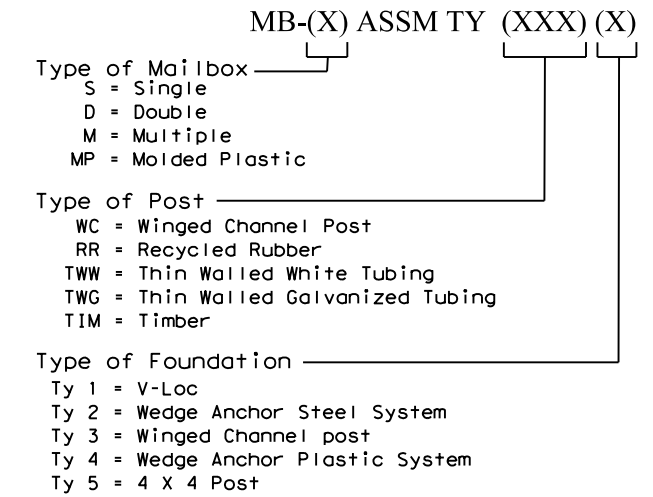 MB-(X) ASSM TY (XXX) (X)
Type of Mailbox
S = Single
D = Double
M = Multiple
MP = Molded Plastic
Type of Post
WC = Winged Channel Post
RR = Recycled Rubber
TWW = Thin Walled White Tubing
TWG = Thin Walled Galvanized Tubing
TIM = Timber
Type of Foundation
Ty 1 = V-Loc
Ty 2 = Wedge Anchor Steel System
Ty 3 = Winged Channel post
Ty 4 = Wedge Anchor Plastic System
Ty 5 = 4 X 4 Post